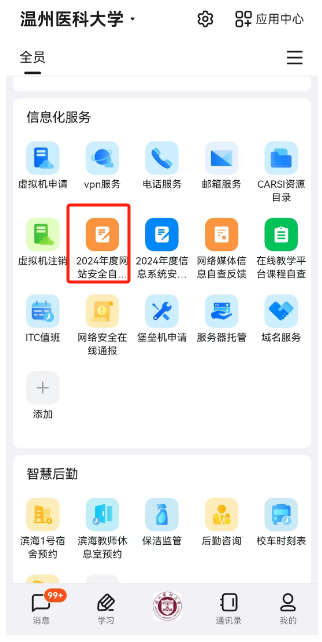 温州医科大学
应用中心
全员
信息化服务
虚拟机申请
vpn服务
电话服务
邮箱服务
CARSI资源
目录
虚拟机注销
2024年度网
站安全自...
2024年度信
息系统安...
网络媒体信
息自查反馈
在线教学平
台课程自查
ITC值班
网络安全在
线通报
堡垒机申请
服务器托管
域名服务
添加
智慧后勤
滨海1号宿
舍预约
滨海教师休
息室预约
保洁监管
后勤咨询
校车时刻表
99+
消息
学习
通讯录
我的